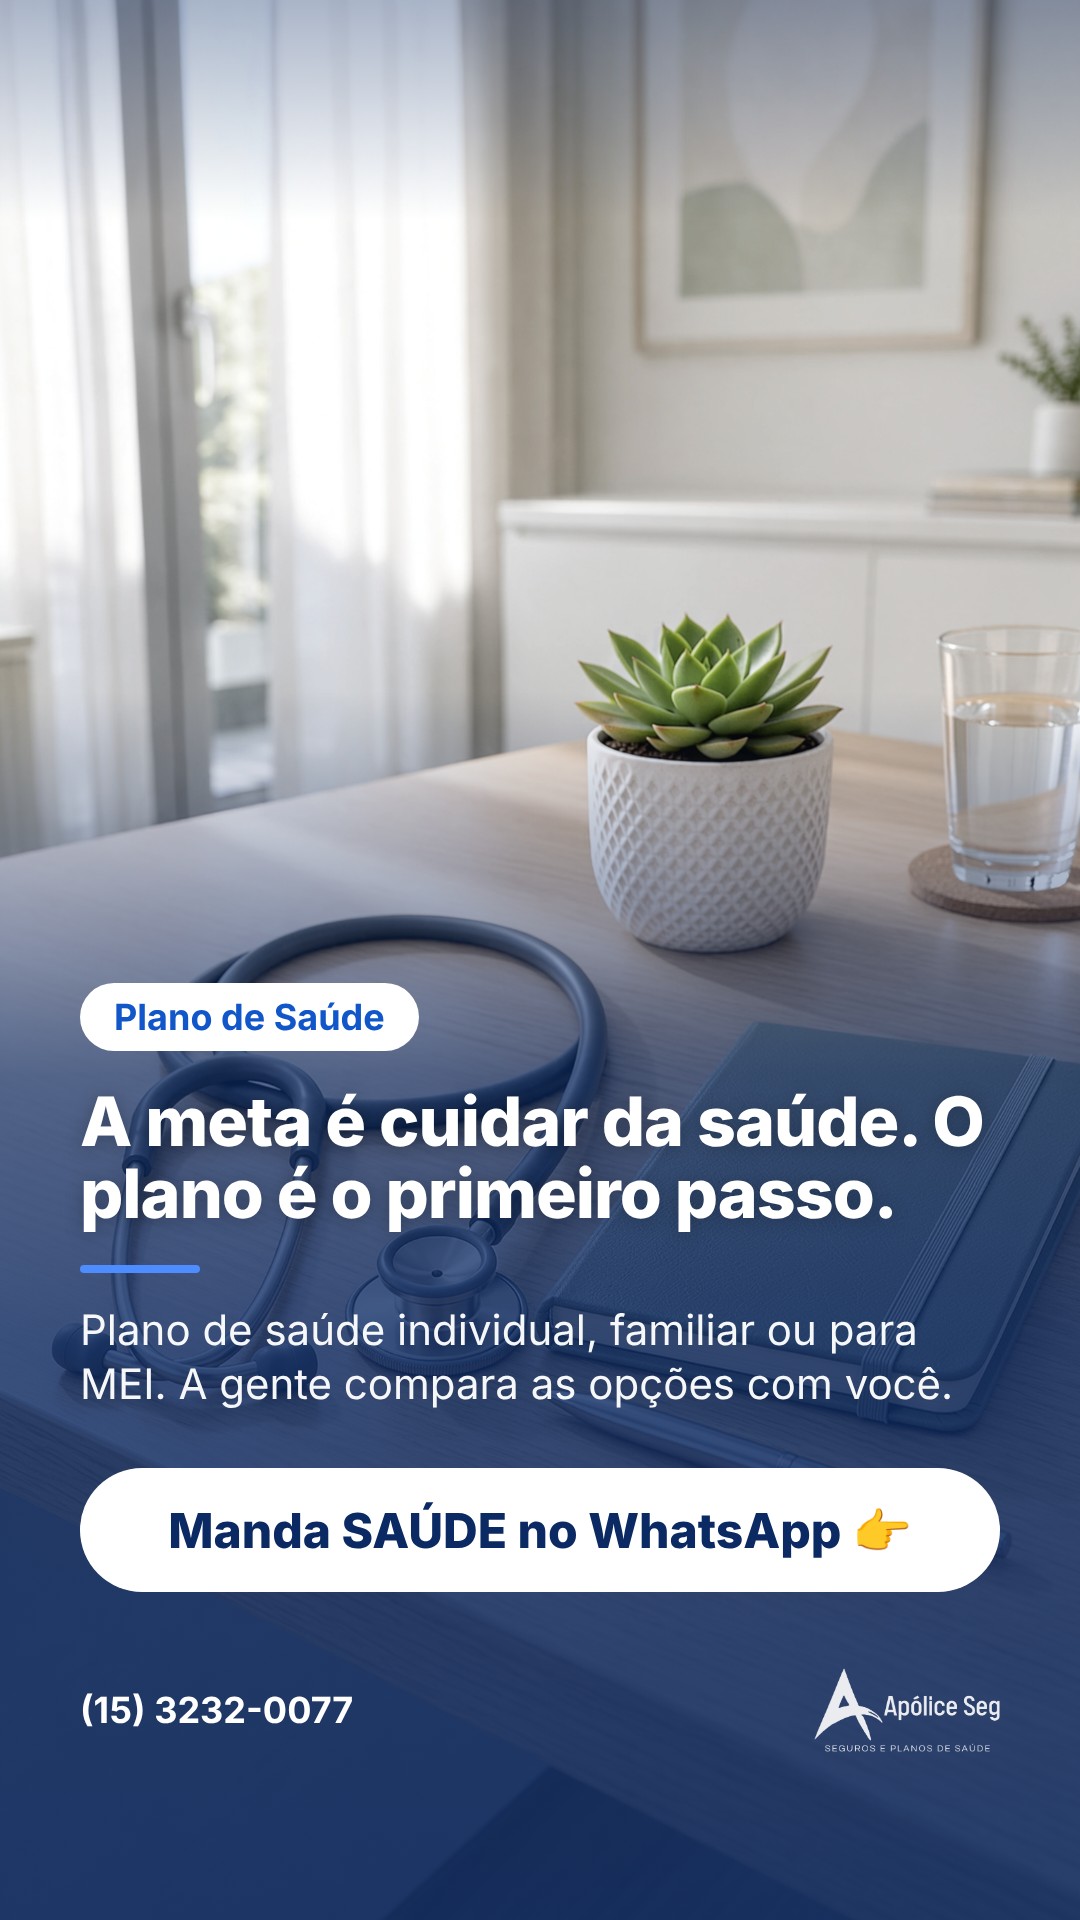 Plano de Saúde
A meta é cuidar da saúde. O
plano é o primeiro passo.
Plano de saúde individual, familiar ou para
MEI. A gente compara as opções com você.
Manda SAÚDE no WhatsApp 👉
(15) 3232-0077
Apólice Seg
SEGUROS E PLANOS DE SAÚDE